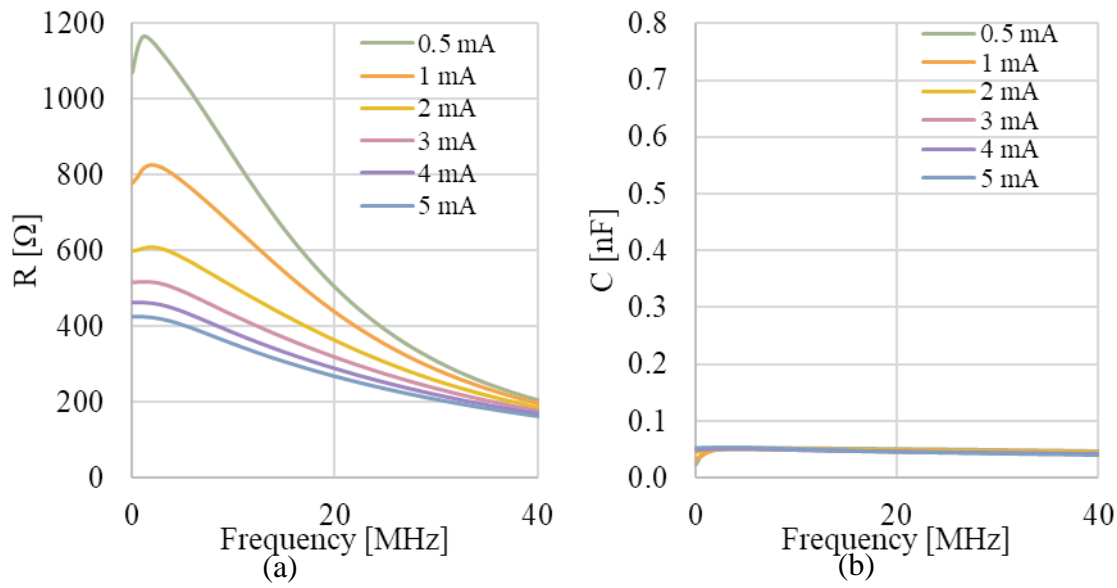 1200
1000
800
600
400
200
0
R [Ω]
0.5 mA
1 mA
2 mA
3 mA
4 mA
5 mA
0
20
40
Frequency [MHz]
(a)
0.8
0.7
0.6
0.5
0.4
0.3
0.2
0.1
0.0
C [nF]
0.5 mA
1 mA
2 mA
3 mA
4 mA
5 mA
0
20
40
Frequency [MHz]
(b)